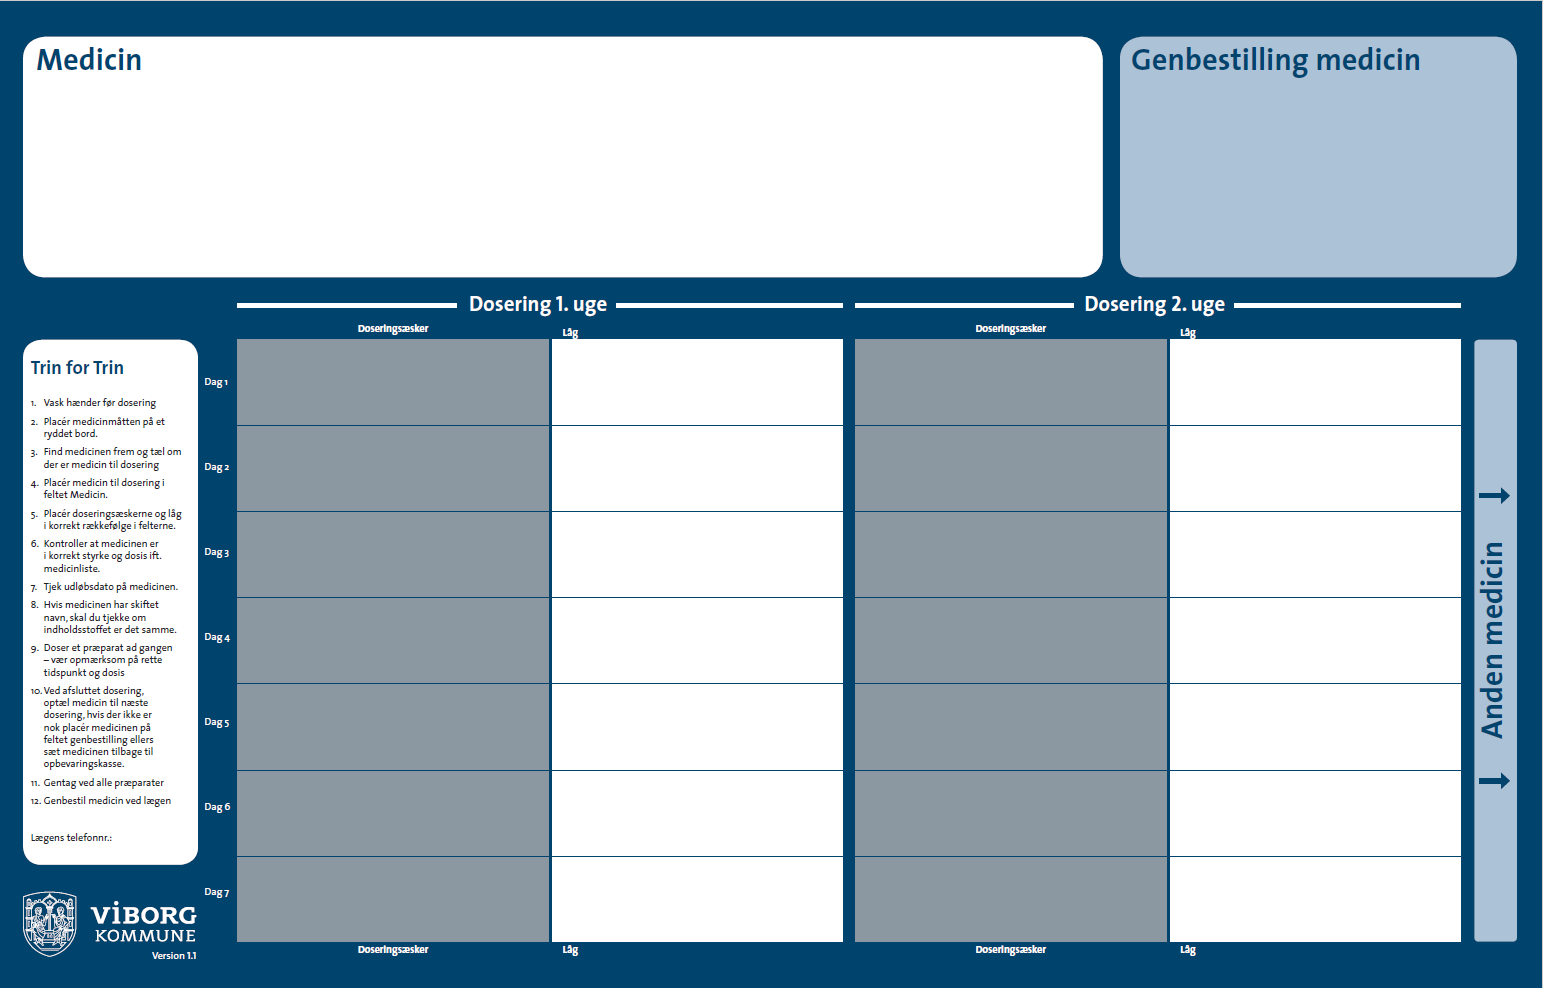 Medicin
Genbestilling medicin
Dosering 1. uge
Dosering 2. uge
Doseringsæsker
Låg
Doseringsæsker
Låg
Trin for Trin
1. Vask hænder før dosering
2. Placér medicinmåtten på et
ryddet bord.
3. Find medicinen frem og tæl om
der er medicin til dosering
4. Placér medicin til dosering i
feltet Medicin.
5. Placér doseringsæskerne og låg
i korrekt rækkefølge i felterne.
6. Kontroller at medicinen er
i korrekt styrke og dosis ift.
medicinliste.
7. Tjek udløbsdato på medicinen.
8. Hvis medicinen har skiftet
navn, skal du tjekke om
indholdsstoffet er det samme.
9. Doser et præparat ad gangen
– vær opmærksom på rette
tidspunkt og dosis
10. Ved afsluttet dosering,
optæl medicin til næste
dosering, hvis der ikke er
nok placér medicinen på
feltet genbestilling ellers
sæt medicinen tilbage til
opbevaringskasse.
11. Gentag ved alle præparater
12. Genbestil medicin ved lægen
Lægens telefonnr.:
Dag 1
Dag 2
Dag 3
Dag 4
Dag 5
Dag 6
Dag 7
Anden medicin
Doseringsæsker
Låg
Doseringsæsker
Låg
VIBORG
KOMMUNE
Version 1.1